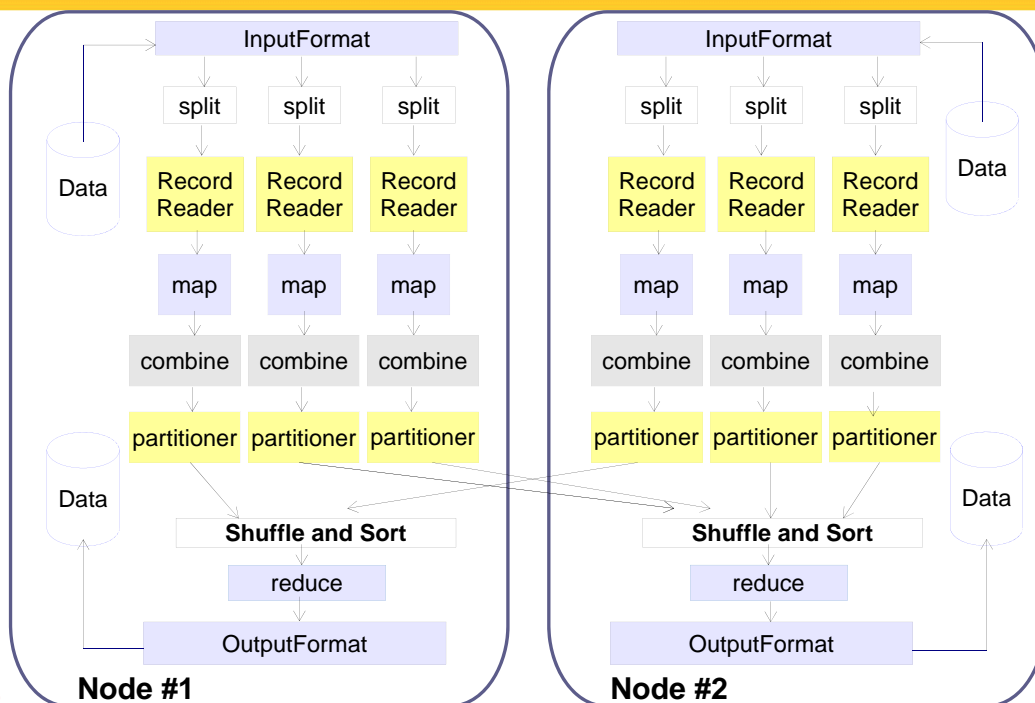 InputFormat
split split split
Data
Record Reader Record Reader Record Reader
map map map
combine combine combine
partitioner partitioner partitioner
Data
Shuffle and Sort
reduce
OutputFormat
Node #1
InputFormat
split split split
Data
Record Reader Record Reader Record Reader
map map map
combine combine combine
partitioner partitioner partitioner
Data
Shuffle and Sort
reduce
OutputFormat
Node #2